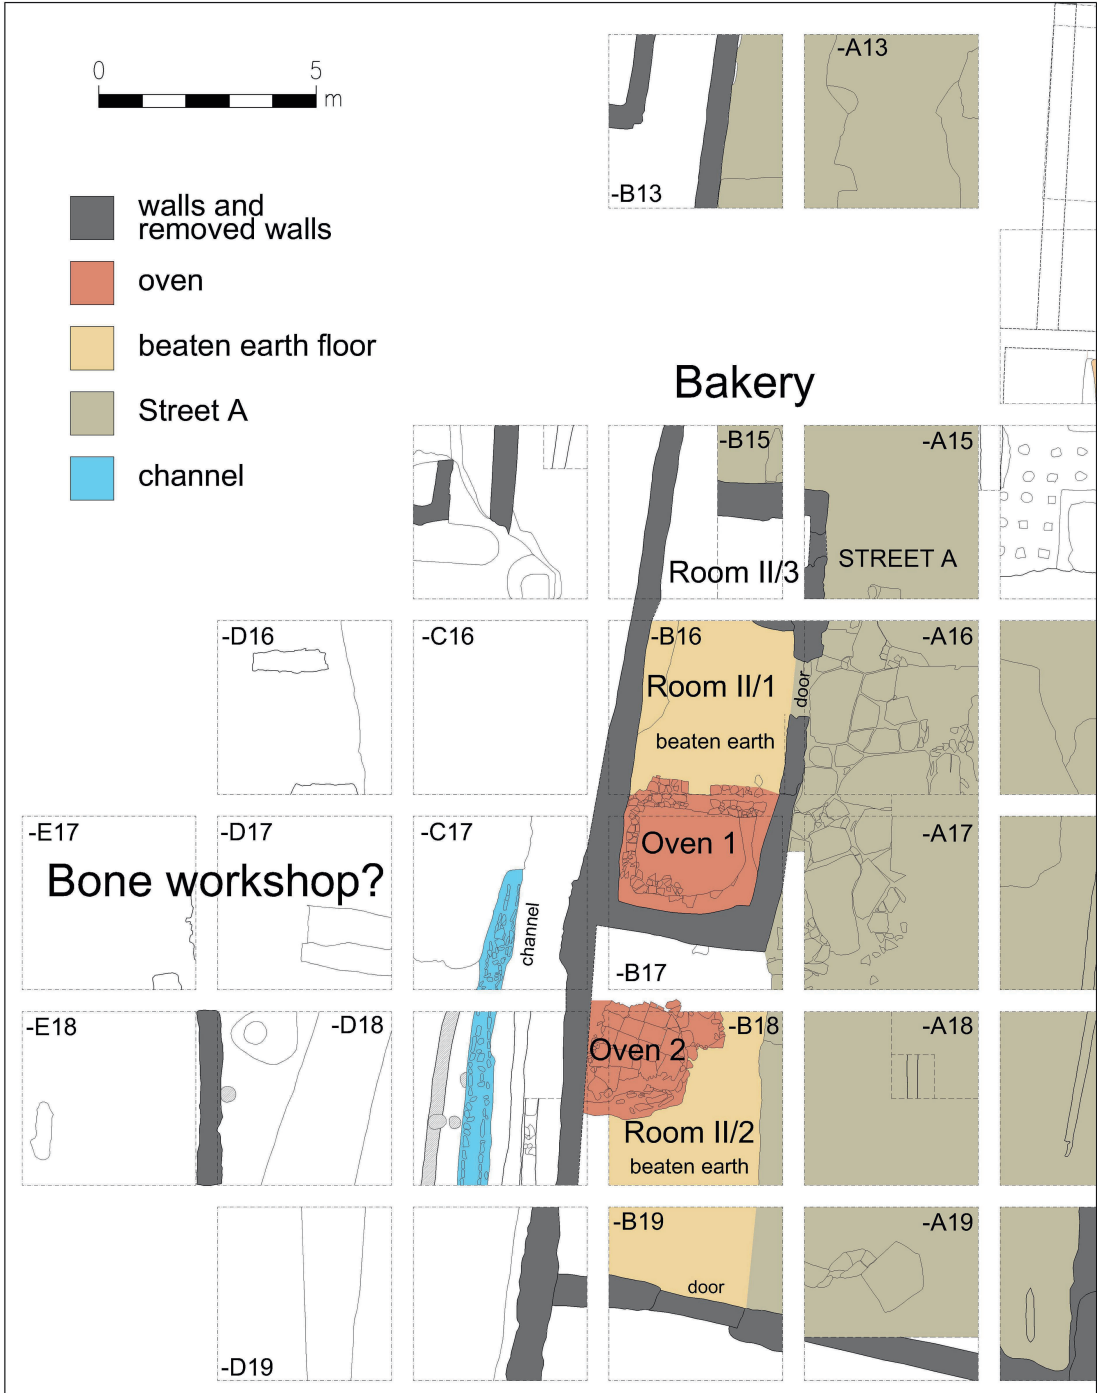 0 5
m
-A13
-B13
walls and
removed walls
oven
beaten earth floor
Street A
channel
Bakery
-B15
-A15
Room II/3
STREET A
-D16
-C16
-B16
-A16
Room II/1
door
beaten earth
-E17
-D17
-C17
Oven 1
-A17
Bone workshop?
channel
-B17
-E18
-D18
-B18
-A18
Oven 2
Room II/2
beaten earth
-B19
-A19
door
-D19